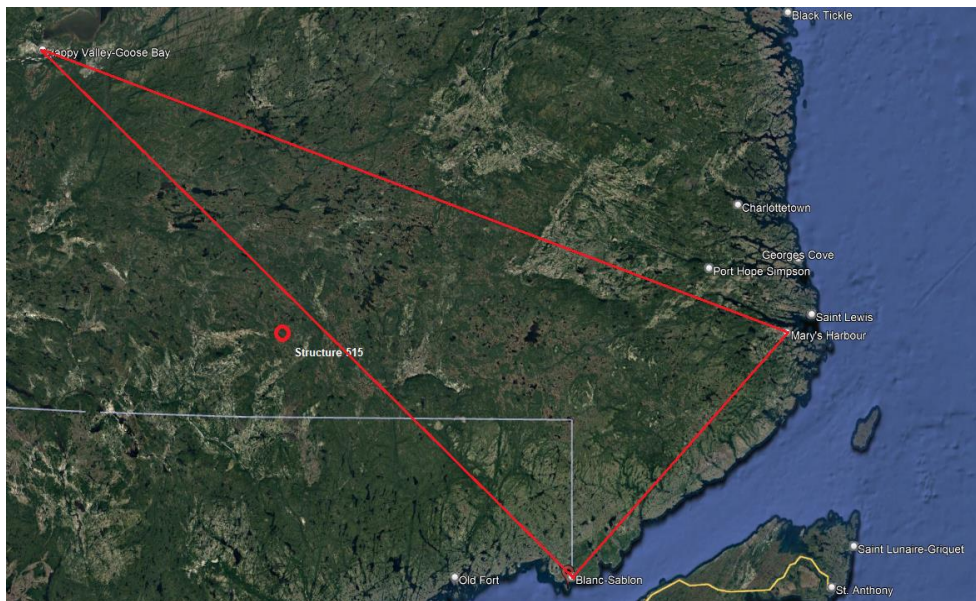 Black Tickle
Happy Valley-Goose Bay
Charlottetown
Georges Cove
Port Hope Simpson
Saint Lewis
Mary's Harbour
Structure 515
Saint Lunaire-Griquet
Old Fort
Blanc-Sablon
St. Anthony